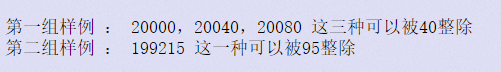 第一组样例 : 20000, 20040, 20080 这三种可以被40整除
第二组样例 : 199215 这一种可以被95整除